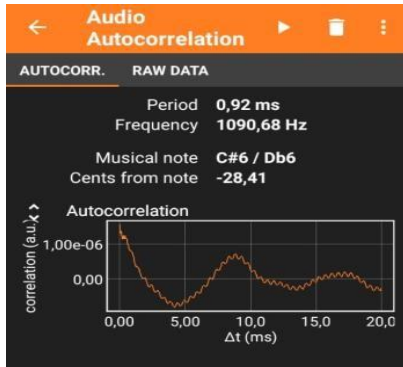 Audio
Autocorrelation
AUTOCORR. RAW DATA
Period 0,92 ms
Frequency 1090,68 Hz
Musical note C#6 / Db6
Cents from note -28,41
Autocorrelation
correlation (a.u.)
1,00e-06
0,00
0,00 5,00 10,0 15,0 20,0
Δt (ms)